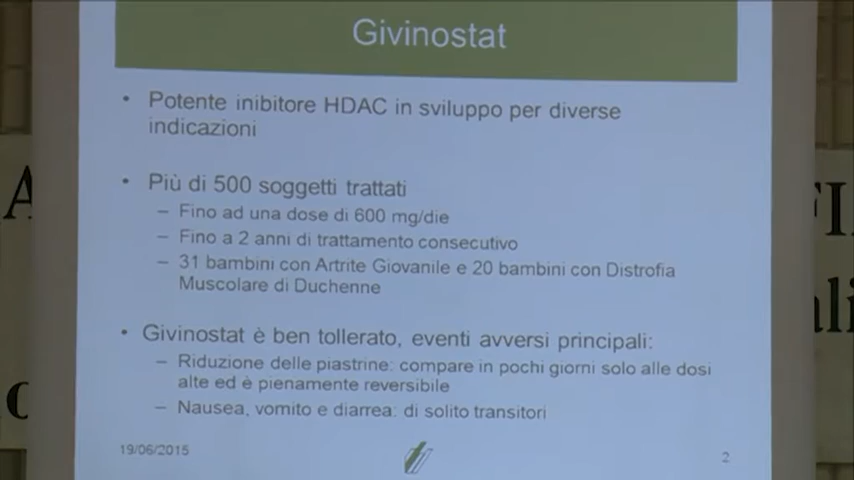 Givinostat
• Potente inibitore HDAC in sviluppo per diverse
indicazioni
• Più di 500 soggetti trattati
– Fino ad una dose di 600 mg/die
– Fino a 2 anni di trattamento consecutivo
– 31 bambini con Artrite Giovanile e 20 bambini con Distrofia
Muscolare di Duchenne
• Givinostat è ben tollerato, eventi avversi principali:
– Riduzione delle piastrine: compare in pochi giorni solo alle dosi
alte ed è pienamente reversibile
– Nausea, vomito e diarrea: di solito transitori
19/06/2015
2